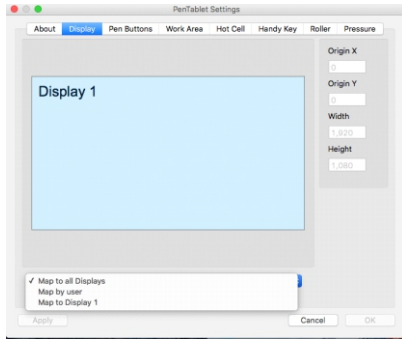 PenTablet Settings
About Display Pen Buttons Work Area Hot Cell Handy Key Roller Pressure
Display 1
Origin X
0
Origin Y
0
Width
1,920
Height
1,080
✓ Map to all Displays
Map by user
Map to Display 1
Apply Cancel OK